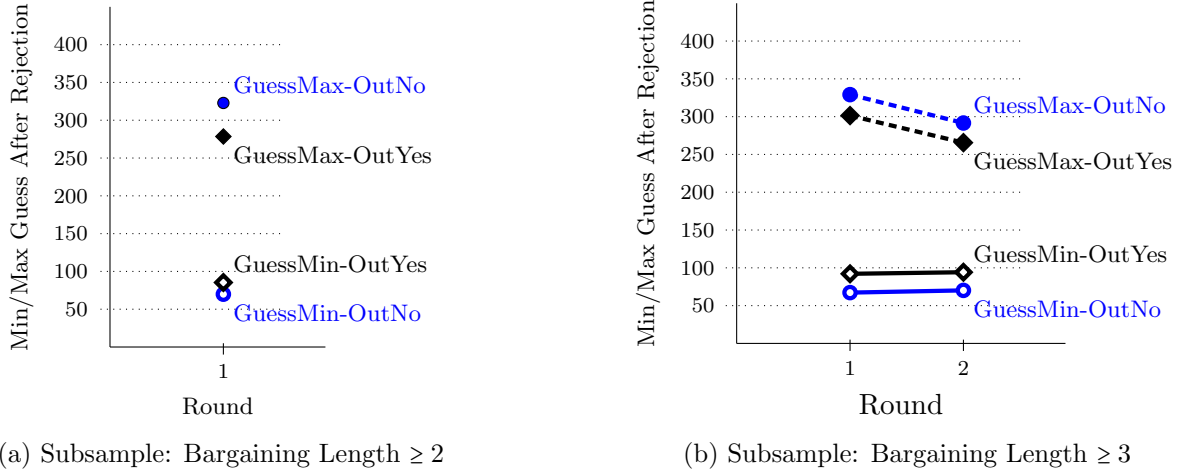 Min/Max Guess After Rejection
400
350
300
250
200
150
100
50
GuessMax-OutNo
GuessMax-OutYes
GuessMin-OutYes
GuessMin-OutNo
1
Round
(a) Subsample: Bargaining Length ≥ 2
Min/Max Guess After Rejection
400
350
300
250
200
150
100
50
GuessMax-OutNo
GuessMax-OutYes
GuessMin-OutYes
GuessMin-OutNo
1 2
Round
(b) Subsample: Bargaining Length ≥ 3